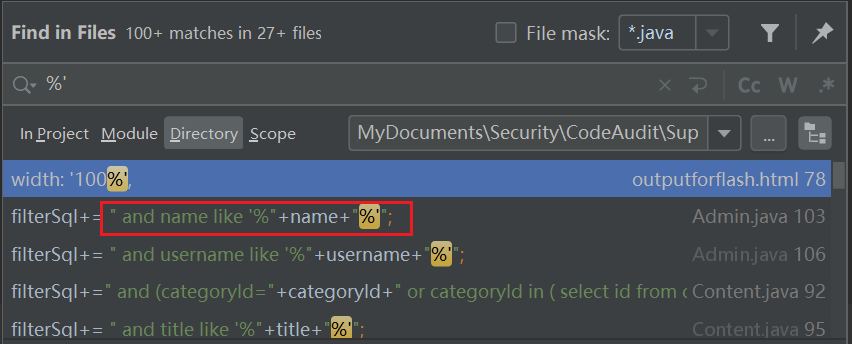 Find in Files 100+ matches in 27+ files File mask: *.java
%' Cc W .*
In Project Module Directory Scope MyDocuments\Security\CodeAudit\Sup ...
width: '100%', outputforflash.html 78
filterSql+= " and name like '%"+name+"%'"; Admin.java 103
filterSql+= " and username like '%"+username+"%'"; Admin.java 106
filterSql+=" and (categoryId="+categoryId+" or categoryId in ( select id from c Content.java 92
filterSql+= " and title like '%"+title+"%'"; Content.java 95